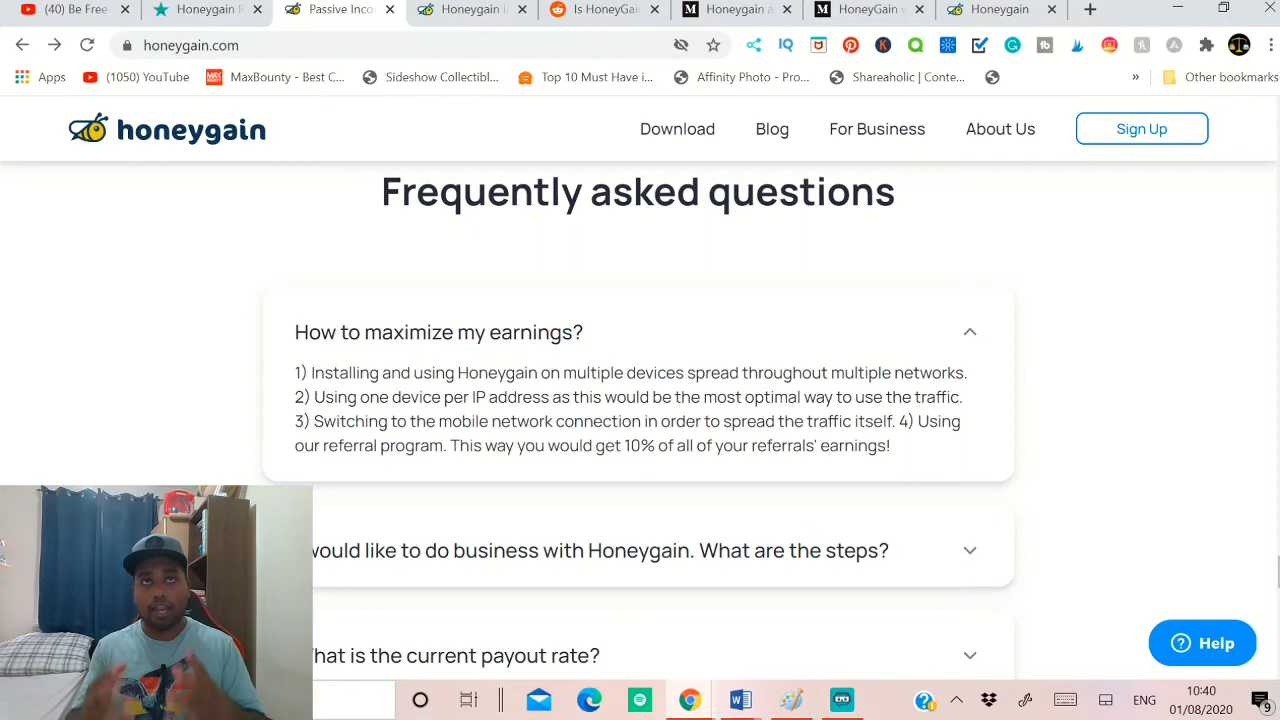 (40) Be Free
Honeygain R
Passive Inco
Honeygain in
Is HoneyGain
Honeygain a
HoneyGain v
Honeygain
honeygain.com
Apps
(1050) YouTube
MaxBounty - Best C...
Sideshow Collectibl...
Top 10 Must Have i...
Affinity Photo - Pro...
Shareaholic | Conte...
»
Other bookmarks
honeygain
Download
Blog
For Business
About Us
Sign Up
Frequently asked questions
How to maximize my earnings?
1) Installing and using Honeygain on multiple devices spread throughout multiple networks.
2) Using one device per IP address as this would be the most optimal way to use the traffic.
3) Switching to the mobile network connection in order to spread the traffic itself. 4) Using
our referral program. This way you would get 10% of all of your referrals' earnings!
would like to do business with Honeygain. What are the steps?
hat is the current payout rate?
Help
ENG
10:40
01/08/2020